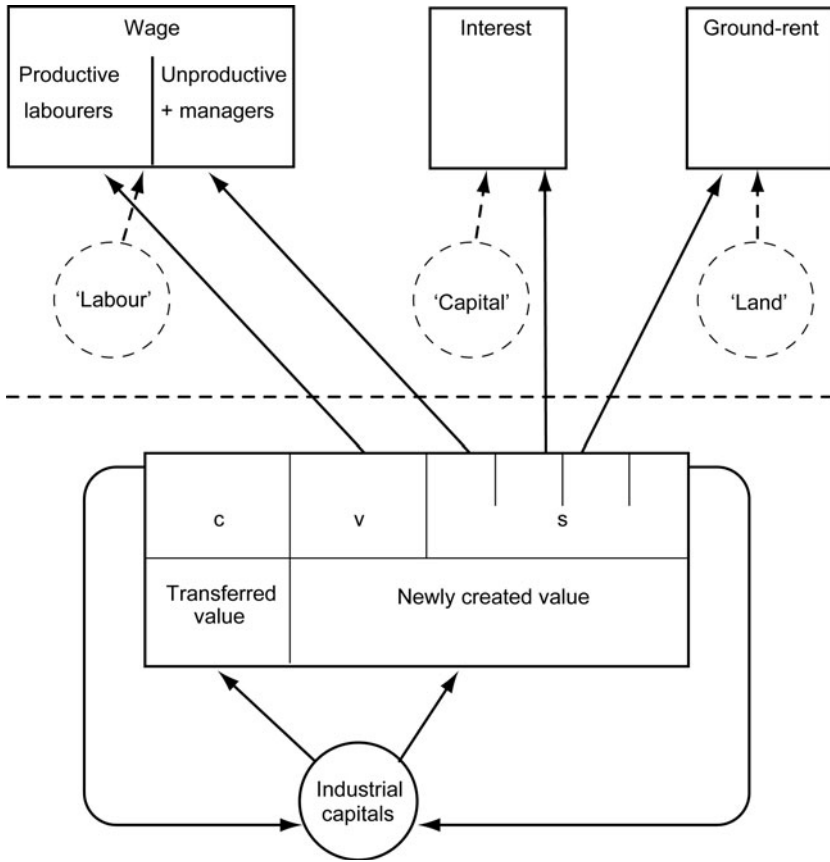 Wage
Productive
labourers
Unproductive
+ managers
Interest
Ground-rent
‘Labour’
‘Capital’
‘Land’
c
v
s
Transferred
value
Newly created value
Industrial
capitals